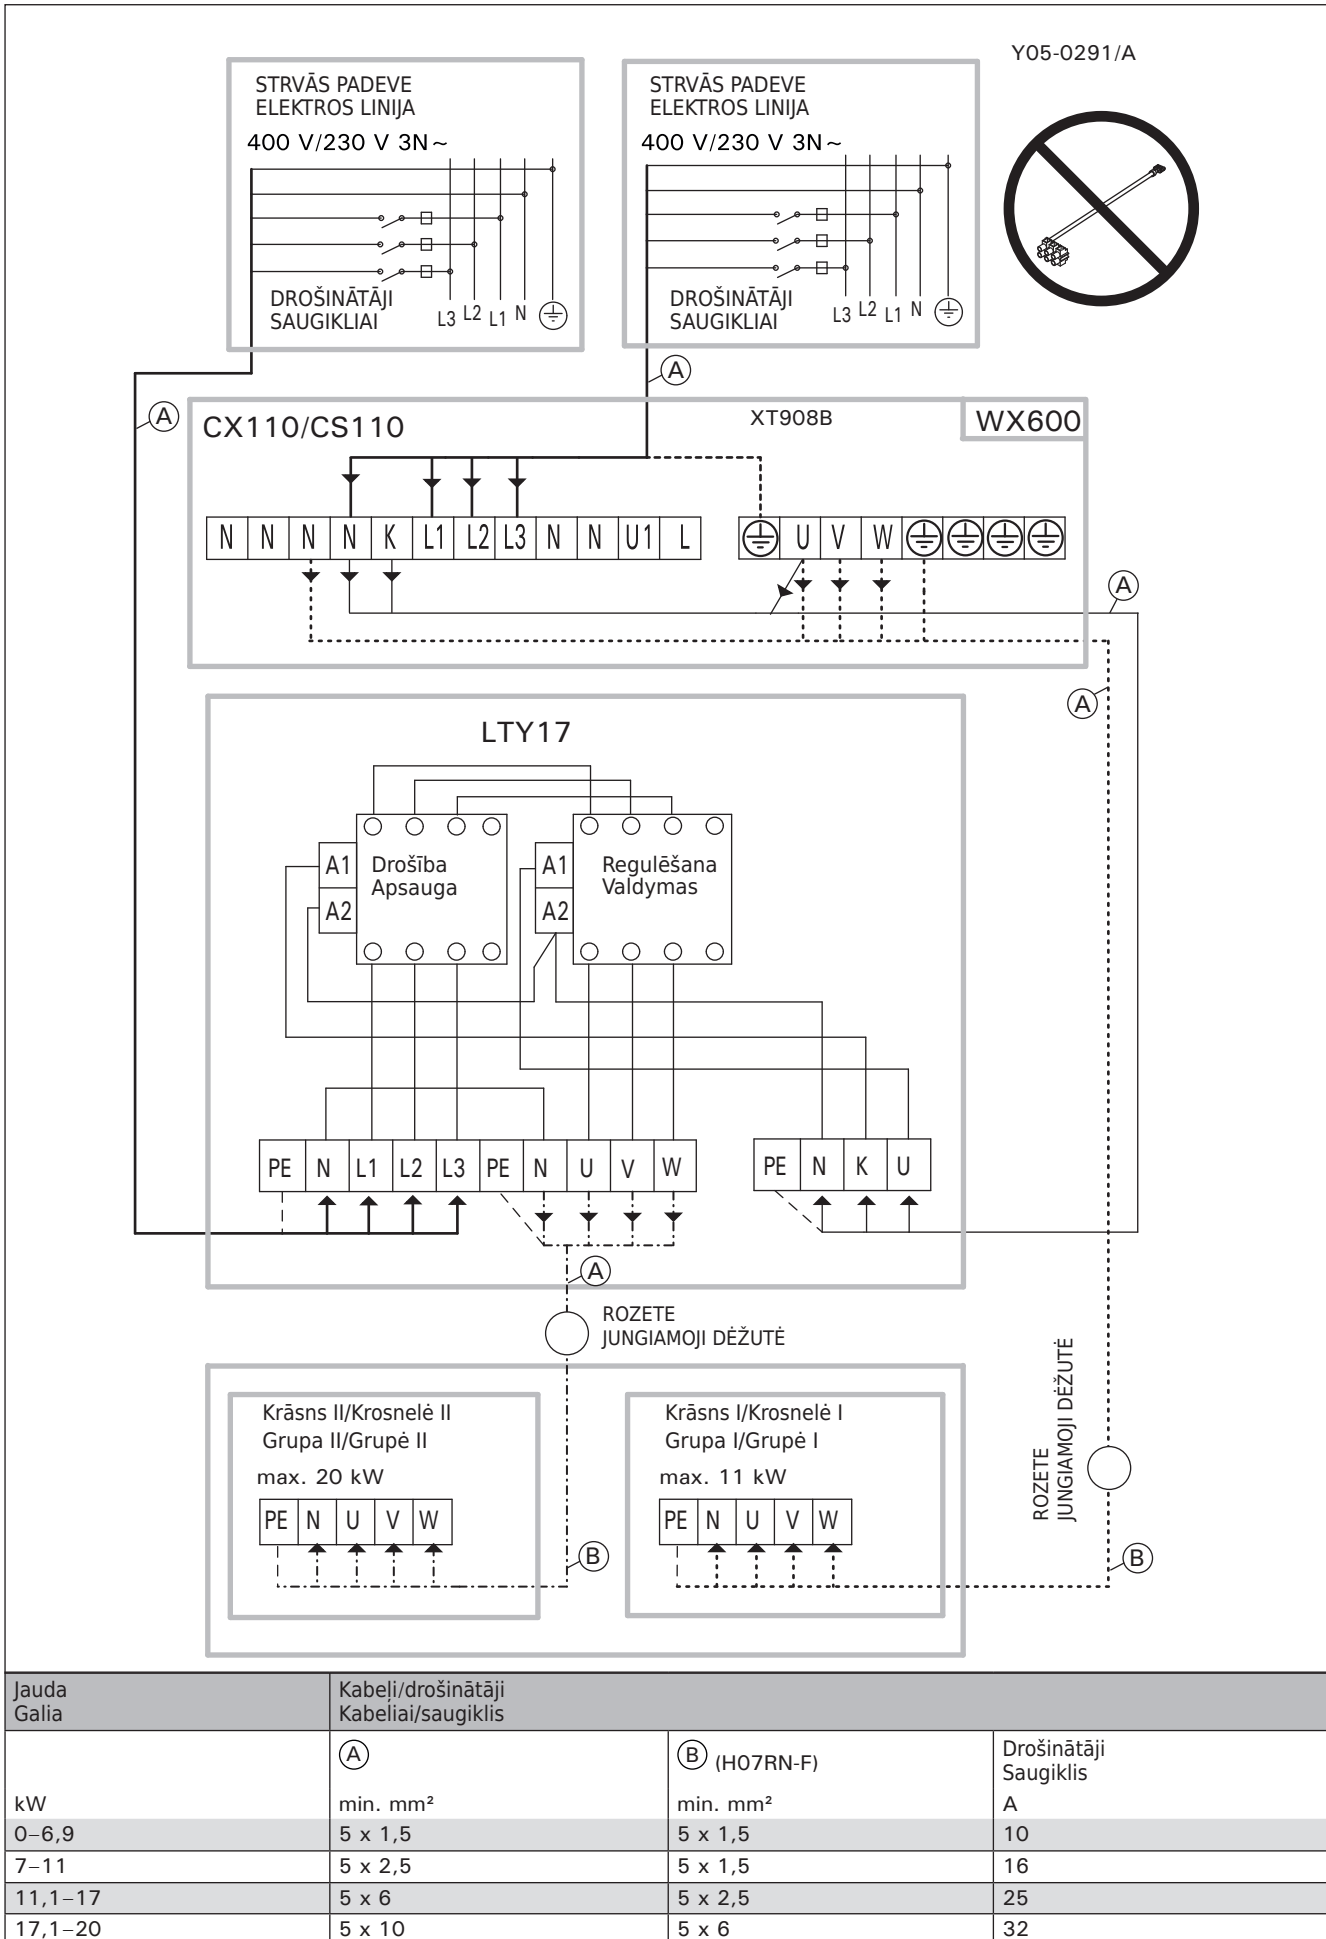 Y05-0291/A
STRVĀS PADEVE
ELEKTROS LINIJA
400 V/230 V 3N~
DROŠINĀTĀJI
SAUGIKLIAI
L3 L2 L1 N
STRVĀS PADEVE
ELEKTROS LINIJA
400 V/230 V 3N~
DROŠINĀTĀJI
SAUGIKLIAI
L3 L2 L1 N
A
A
CX110/CS110
XT908B
WX600
N N N N K L1 L2 L3 N N U1 L
U V W
A
A
LTY17
A1
A2
Drošība
Apsauga
A1
A2
Regulēšana
Valdymas
PE N L1 L2 L3 PE N U V W
PE N K U
A
ROZETE
JUNGIAMOJI DĖŽUTĖ
Krāsns II/Krosnelė II
Grupa II/Grupė II
max. 20 kW
PE N U V W
B
Krāsns I/Krosnelė I
Grupa I/Grupė I
max. 11 kW
PE N U V W
ROZETE
JUNGIAMOJI DĖŽUTĖ
B
Jauda
Galia
Kabeļi/drošinātāji
Kabeliai/saugiklis
A
B (H07RN-F)
Drošinātāji
Saugiklis
kW min. mm² min. mm² A
0–6,9 5 x 1,5 5 x 1,5 10
7–11 5 x 2,5 5 x 1,5 16
11,1–17 5 x 6 5 x 2,5 25
17,1–20 5 x 10 5 x 6 32